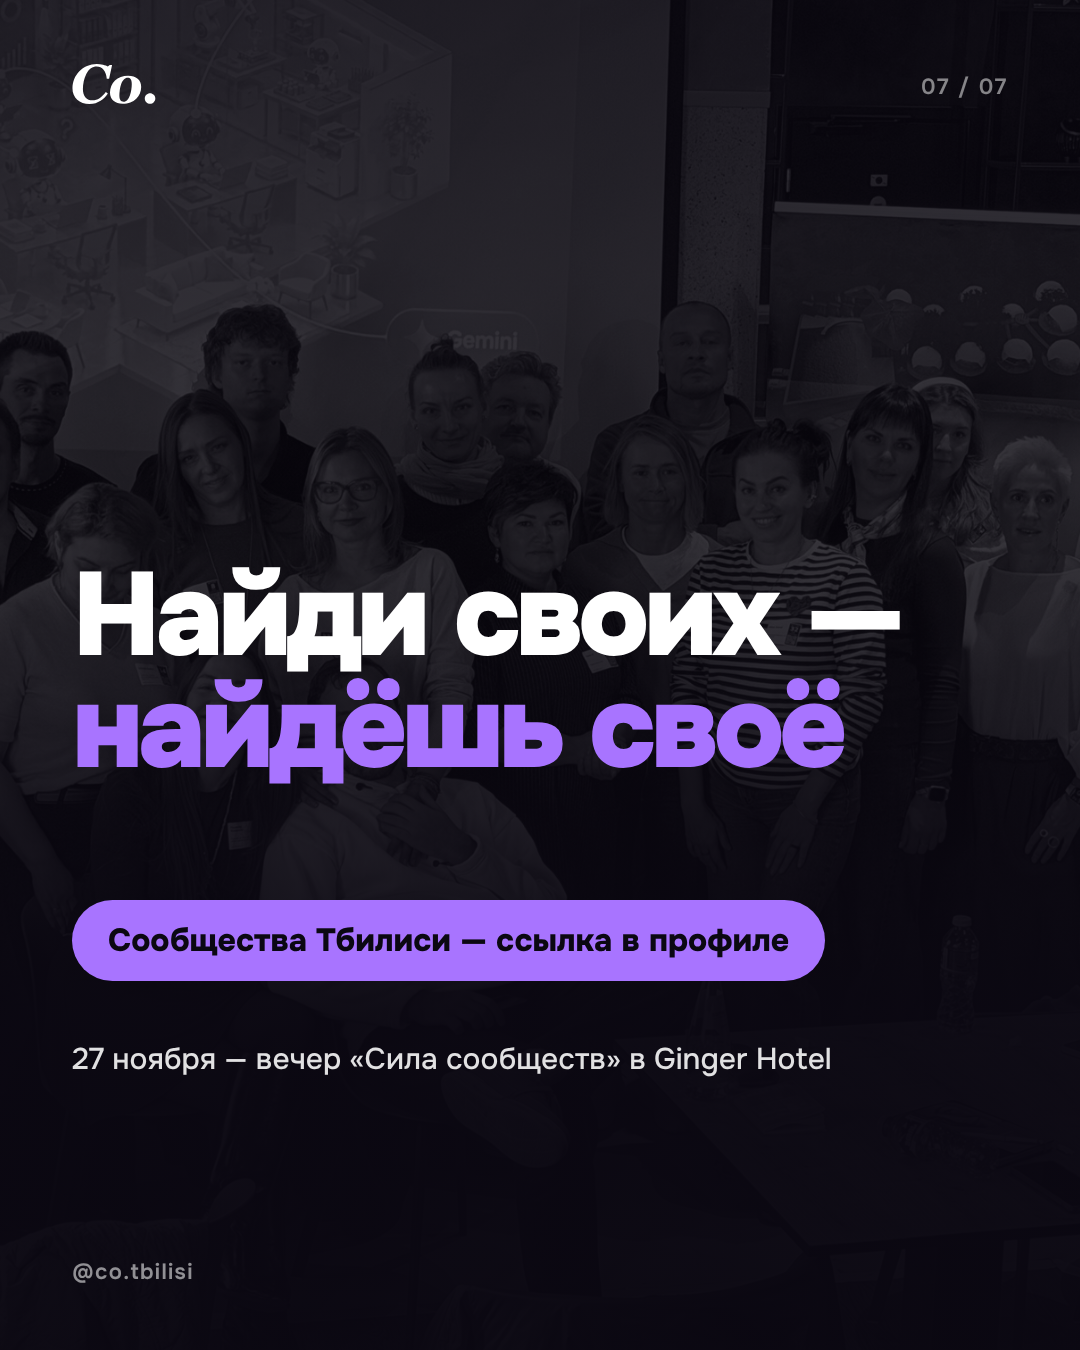 Co.
07 / 07
Gemini
Найди своих —
найдёшь своё
Сообщества Тбилиси — ссылка в профиле
27 ноября — вечер «Сила сообществ» в Ginger Hotel
@co.tbilisi